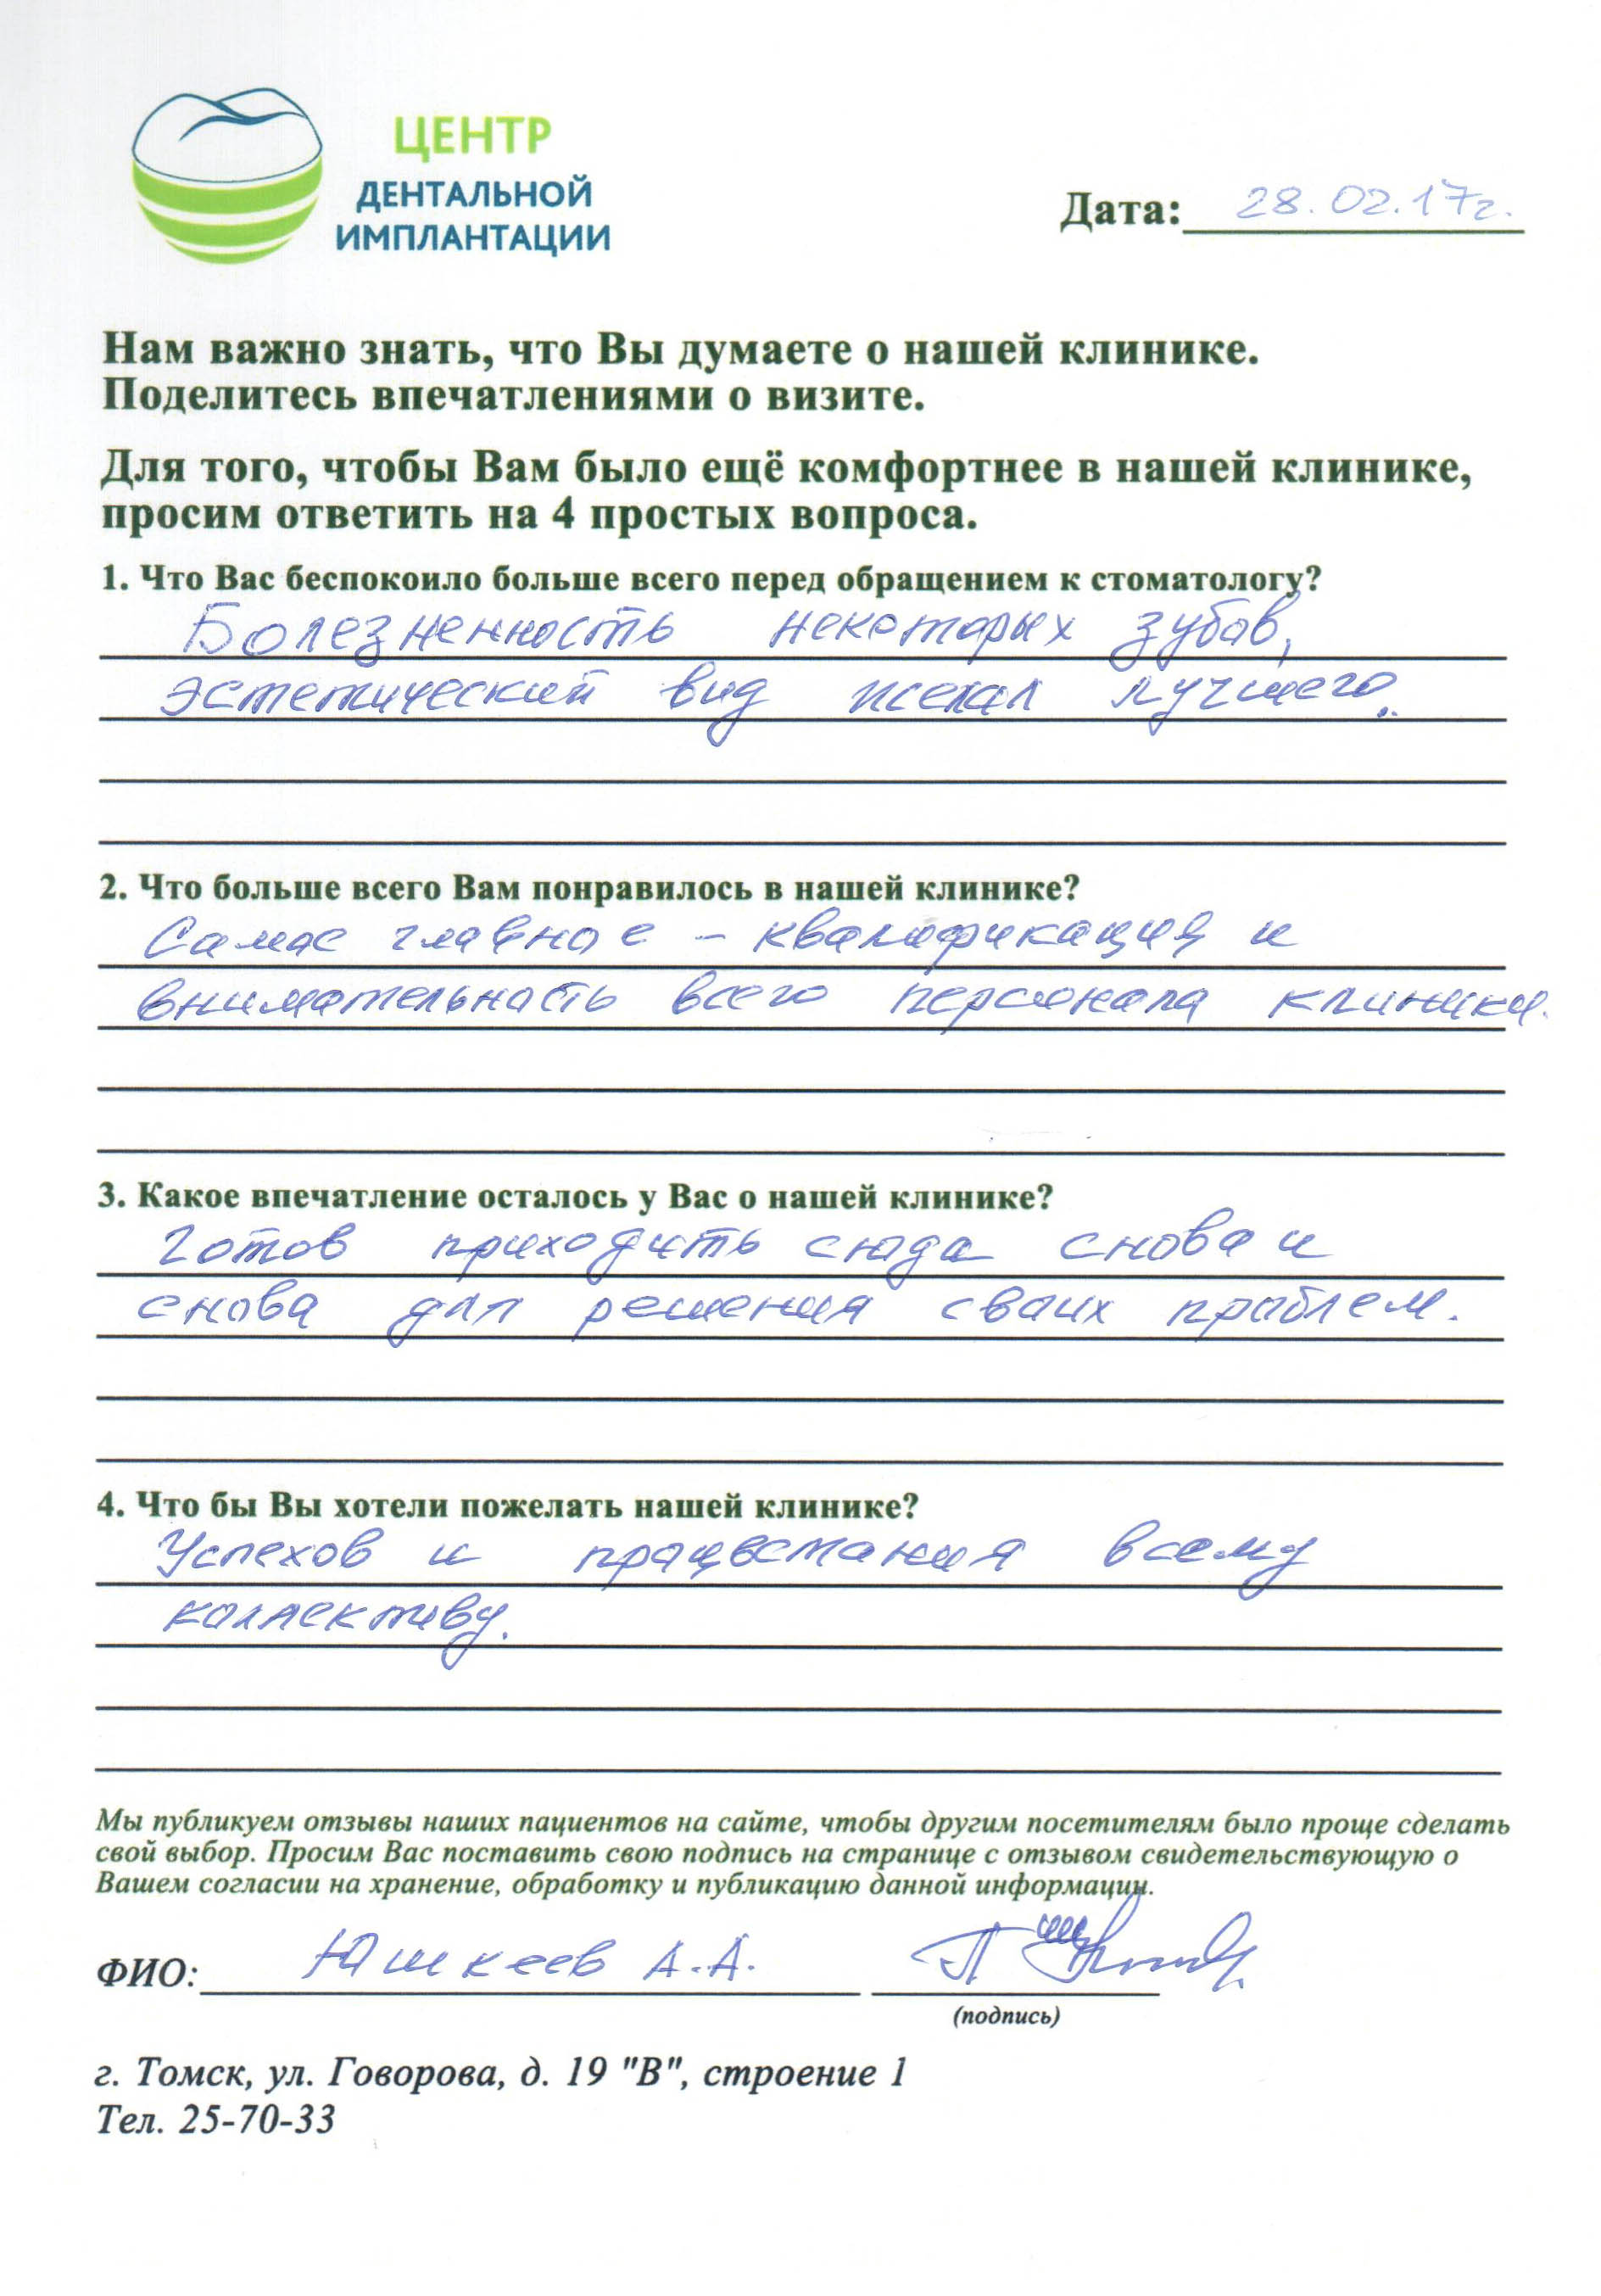 ЦЕНТР
ДЕНТАЛЬНОЙ
ИМПЛАНТАЦИИ
Дата: 28.02.17г.
Нам важно знать, что Вы думаете о нашей клинике.
Поделитесь впечатлениями о визите.
Для того, чтобы Вам было ещё комфортнее в нашей клинике,
просим ответить на 4 простых вопроса.
1. Что Вас беспокоило больше всего перед обращением к стоматологу?
Болезненность некоторых зубов,
эстетический вид желал лучшего.
2. Что больше всего Вам понравилось в нашей клинике?
Самое главное - квалификация и
внимательность всего персонала клиники.
3. Какое впечатление осталось у Вас о нашей клинике?
Готов приходить сюда снова и
снова для решения своих проблем.
4. Что бы Вы хотели пожелать нашей клинике?
Успехов и процветания всему
коллективу.
Мы публикуем отзывы наших пациентов на сайте, чтобы другим посетителям было проще сделать
свой выбор. Просим Вас поставить свою подпись на странице с отзывом свидетельствующую о
Вашем согласии на хранение, обработку и публикацию данной информации.
ФИО: Юшкеев А.А.
(подпись)
г. Томск, ул. Говорова, д. 19 "В", строение 1
Тел. 25-70-33